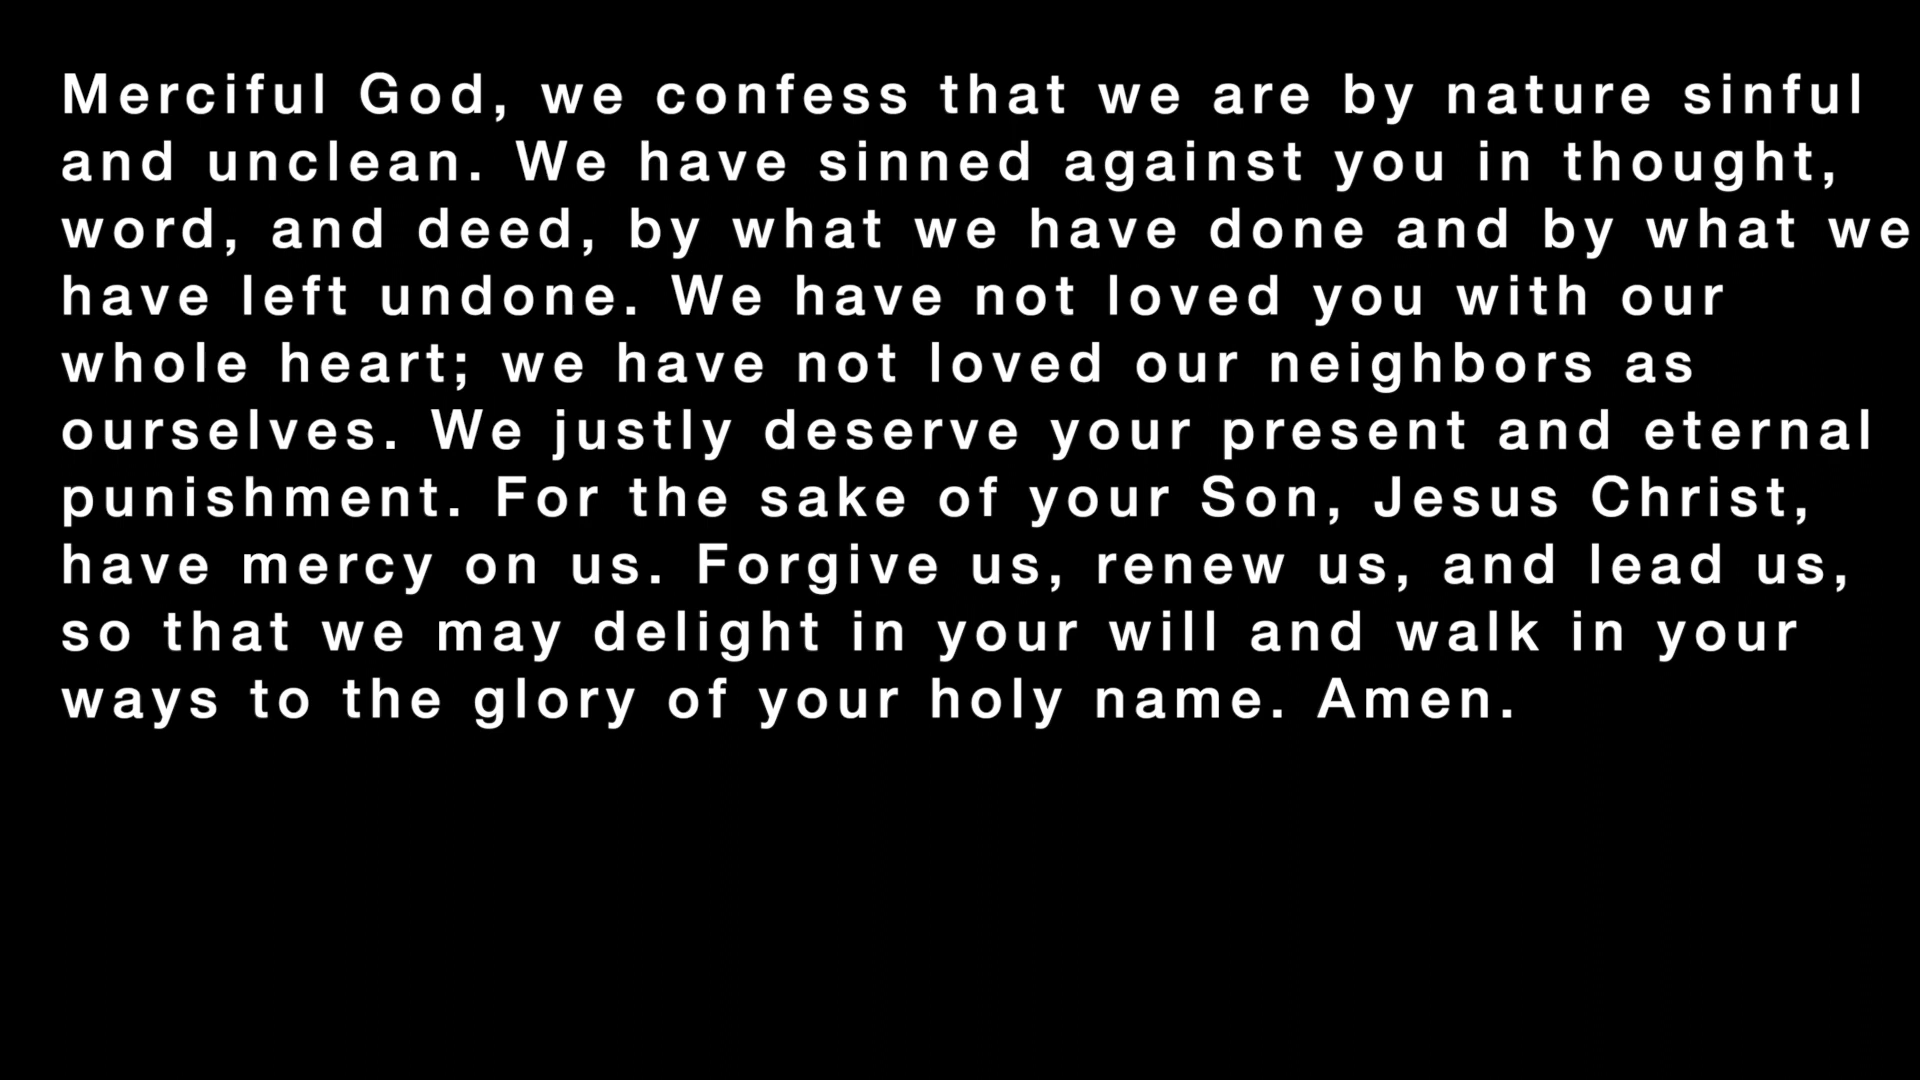 Merciful God, we confess that we are by nature sinful
and unclean. We have sinned against you in thought,
word, and deed, by what we have done and by what we
have left undone. We have not loved you with our
whole heart; we have not loved our neighbors as
ourselves. We justly deserve your present and eternal
punishment. For the sake of your Son, Jesus Christ,
have mercy on us. Forgive us, renew us, and lead us,
so that we may delight in your will and walk in your
ways to the glory of your holy name. Amen.